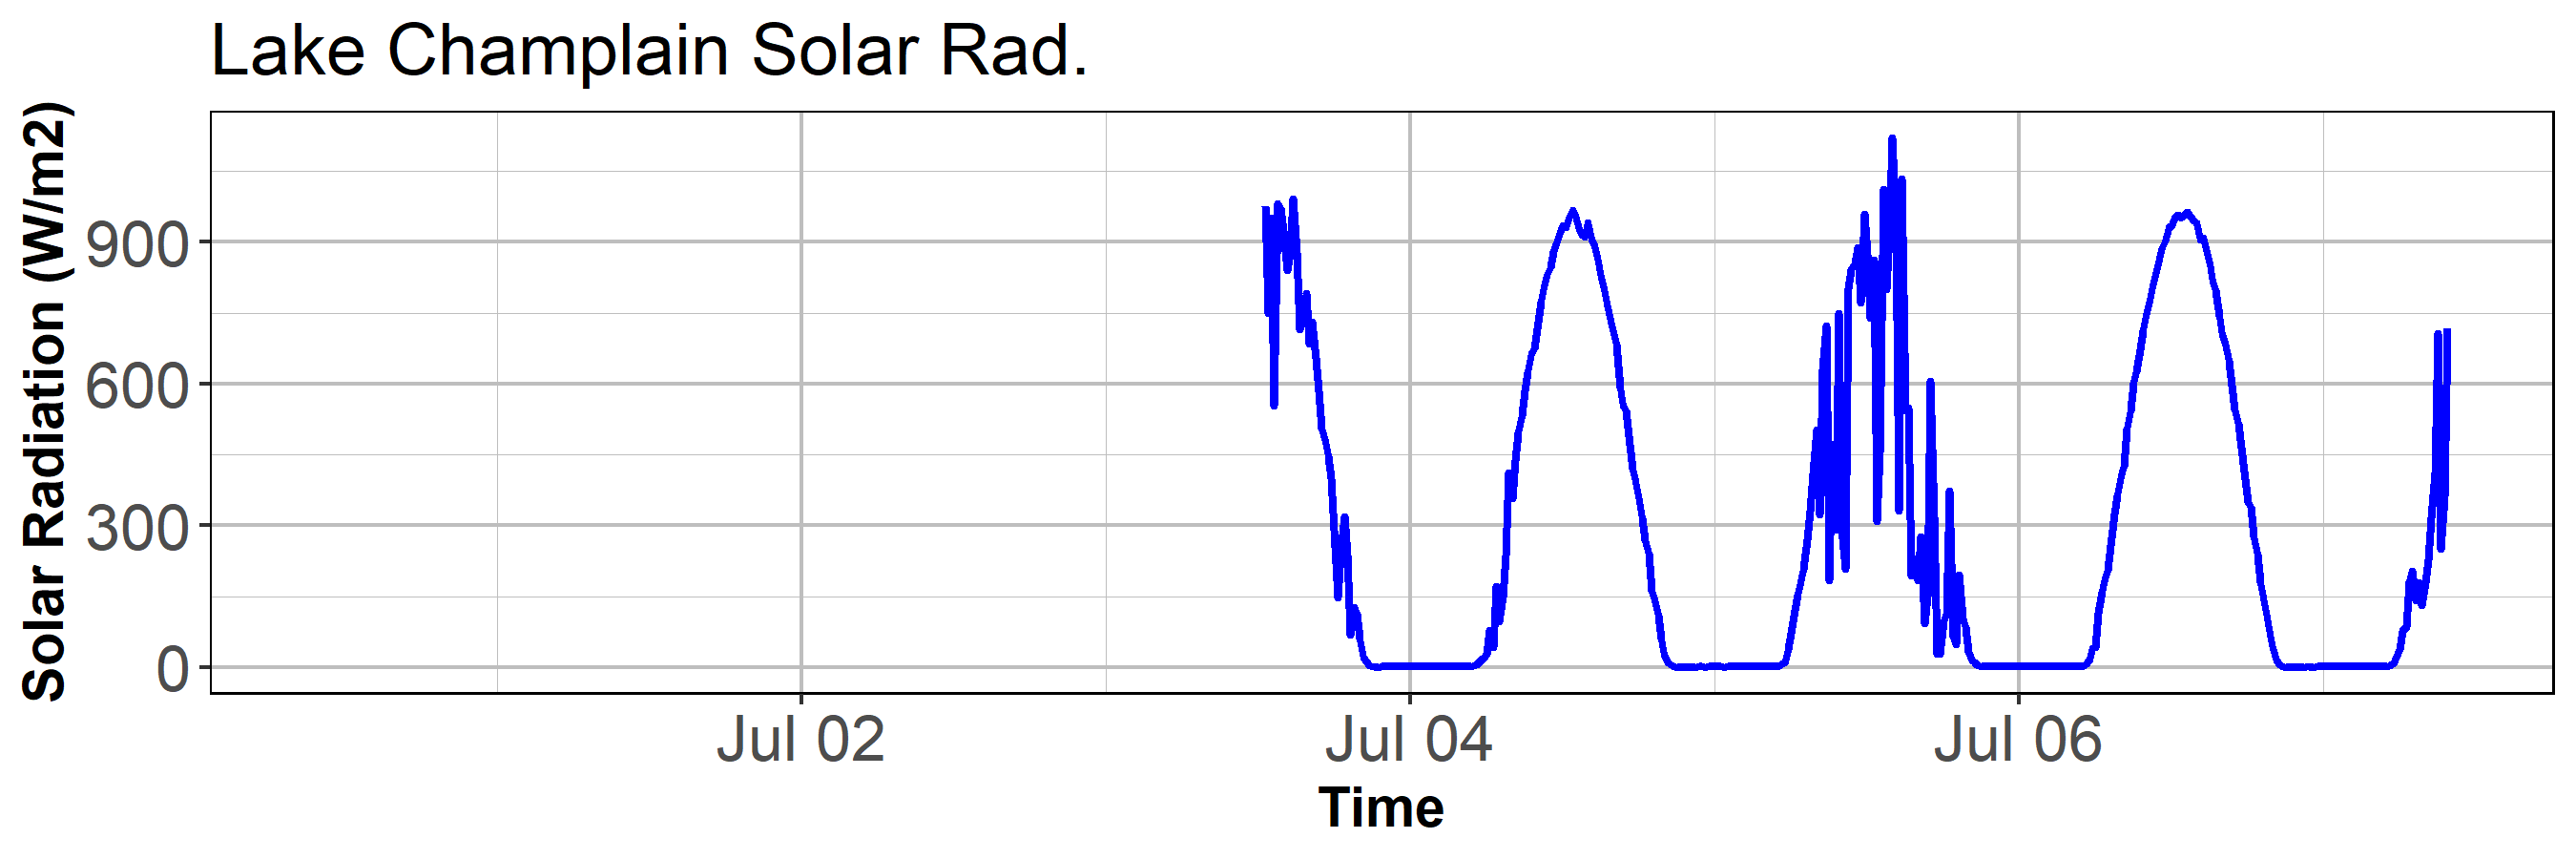 Lake Champlain Solar Rad.
Solar Radiation (W/m2)
900
600
300
0
Jul 02
Jul 04
Jul 06
Time